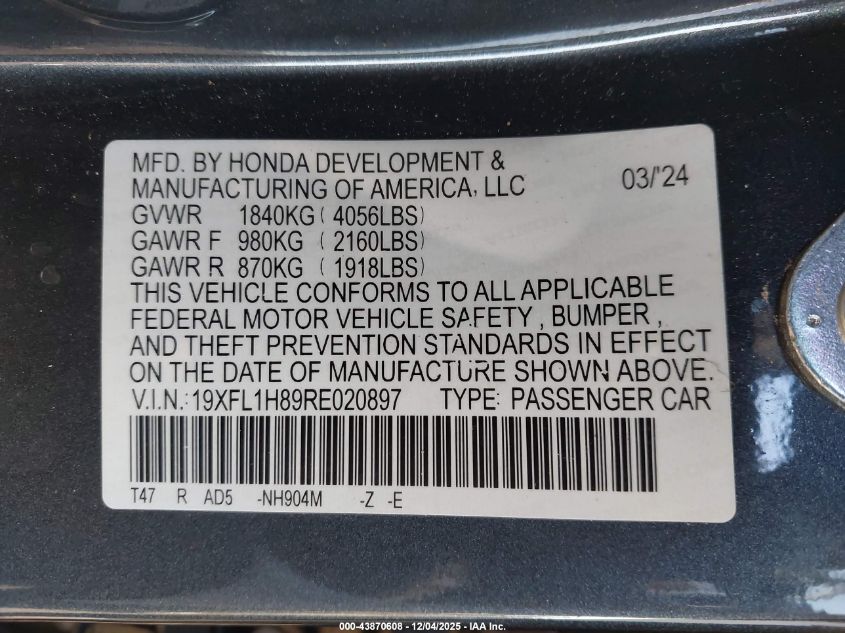 MFD. BY HONDA DEVELOPMENT &
MANUFACTURING OF AMERICA, LLC 03/'24
GVWR 1840KG ( 4056LBS)
GAWR F 980KG ( 2160LBS)
GAWR R 870KG ( 1918LBS)
THIS VEHICLE CONFORMS TO ALL APPLICABLE
FEDERAL MOTOR VEHICLE SAFETY , BUMPER ,
AND THEFT PREVENTION STANDARDS IN EFFECT
ON THE DATE OF MANUFACTURE SHOWN ABOVE.
V.I.N.: 19XFL1H89RE020897 TYPE: PASSENGER CAR
T47 R AD5 -NH904M -Z -E
000-43870608 - 12/04/2025 - IAA Inc.